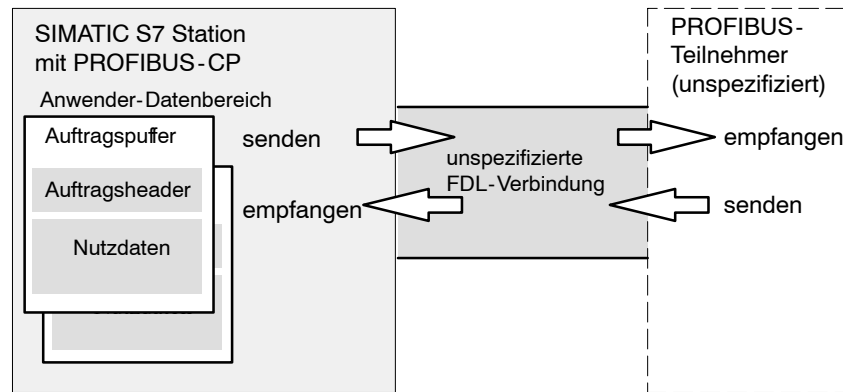 SIMATIC S7 Station
mit PROFIBUS-CP
Anwender-Datenbereich
Auftragspuffer
Auftragsheader
Nutzdaten
senden
empfangen
unspezifizierte
FDL-Verbindung
PROFIBUS-
Teilnehmer
(unspezifiziert)
empfangen
senden